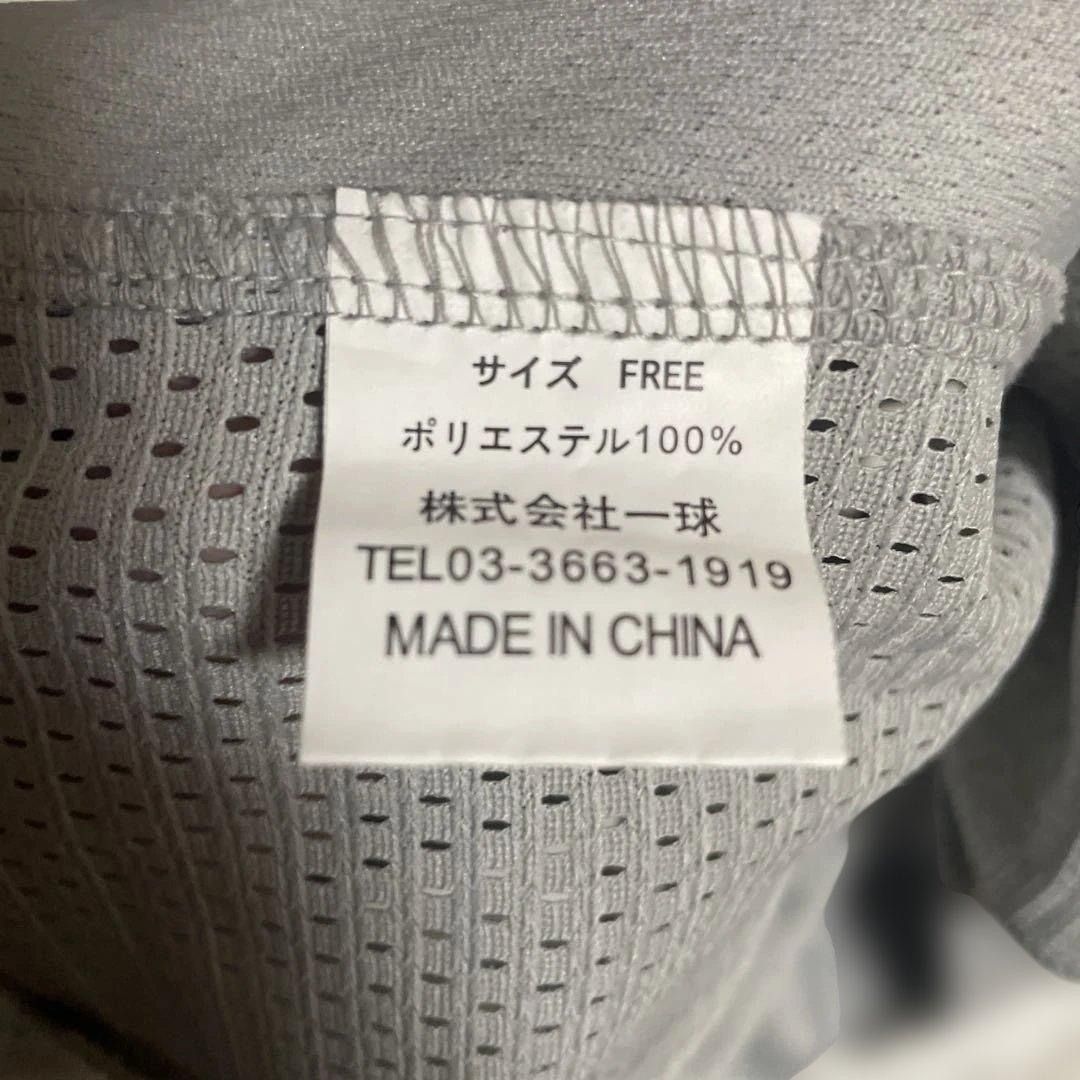 サイズ　FREE
ポリエステル100%
株式会社一球
TEL03-3663-1919
MADE IN CHINA